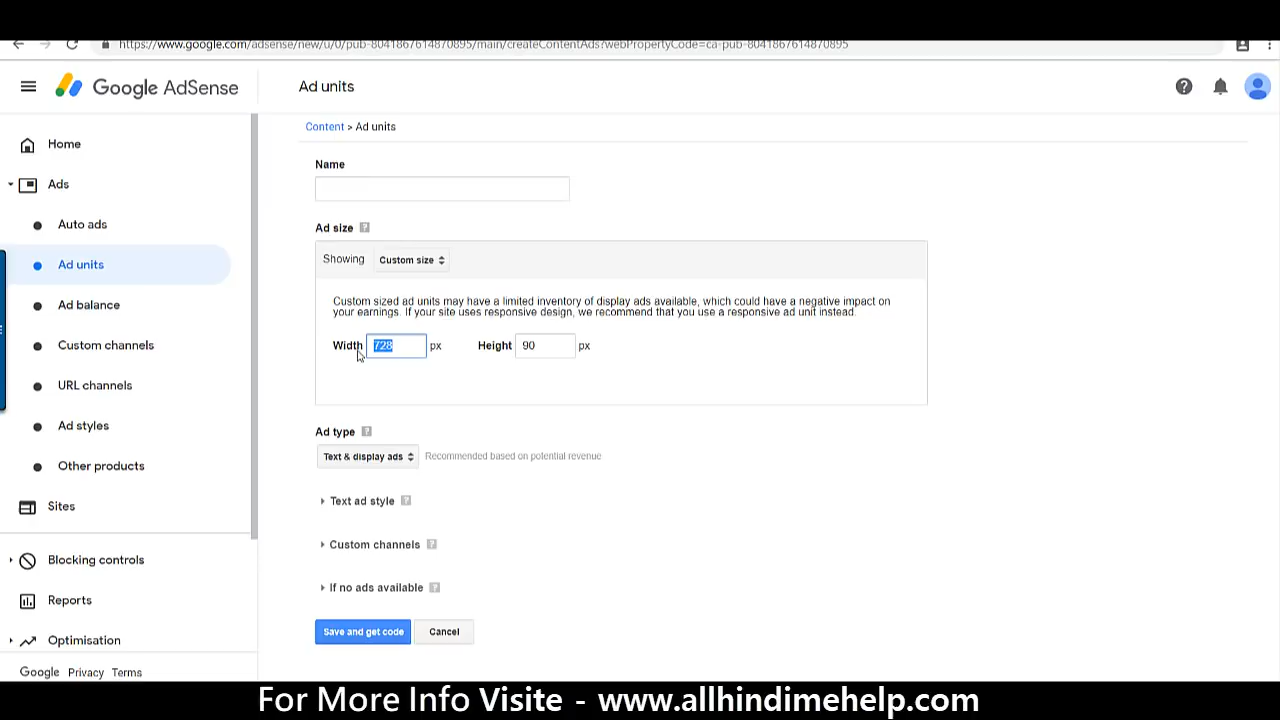 https://www.google.com/adsense/new/u/0/pub-8041867614870895/main/createContentAds?webPropertyCode=ca-pub-8041867614870895
Google AdSense
Ad units
Home
Ads
Auto ads
Ad units
Ad balance
Custom channels
URL channels
Ad styles
Other products
Sites
Blocking controls
Reports
Optimisation
Google Privacy Terms
Content > Ad units
Name
Ad size ?
Showing Custom size
Custom sized ad units may have a limited inventory of display ads available, which could have a negative impact on
your earnings. If your site uses responsive design, we recommend that you use a responsive ad unit instead.
Width 728 px Height 90 px
Ad type ?
Text & display ads Recommended based on potential revenue
Text ad style ?
Custom channels ?
If no ads available ?
Save and get code Cancel
For More Info Visite - www.allhindimehelp.com